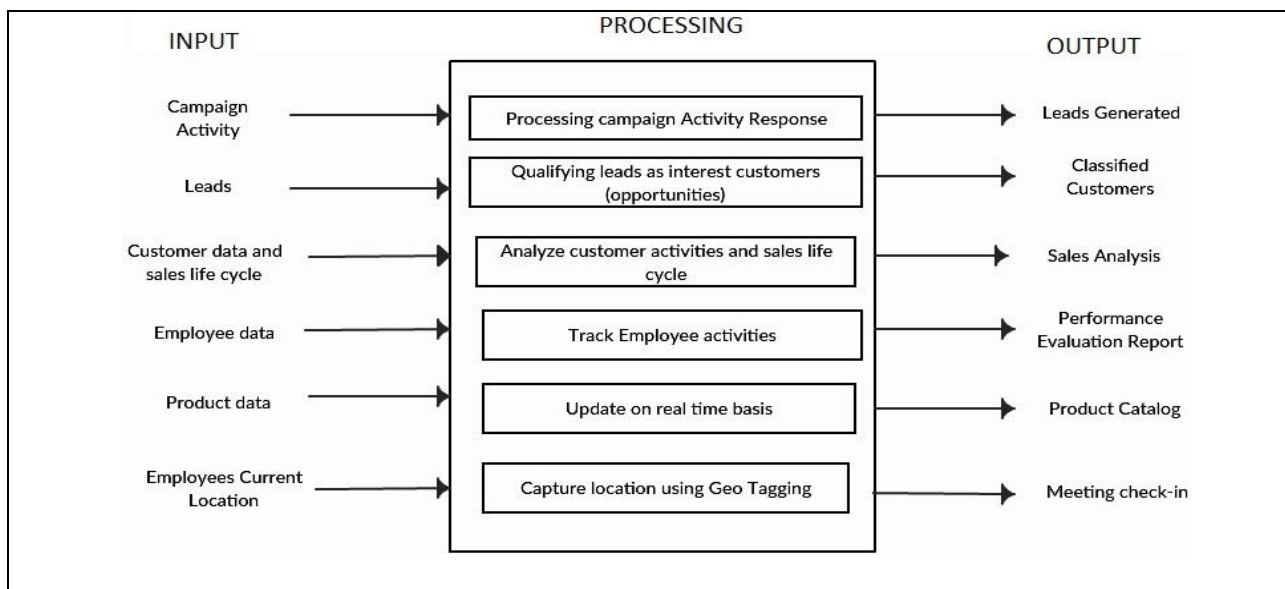 INPUT
PROCESSING
OUTPUT
Campaign
Activity
Processing campaign Activity Response
Leads Generated
Leads
Qualifying leads as interest customers
(opportunities)
Classified
Customers
Customer data and
sales life cycle
Analyze customer activities and sales life
cycle
Sales Analysis
Employee data
Track Employee activities
Performance
Evaluation Report
Product data
Update on real time basis
Product Catalog
Employees Current
Location
Capture location using Geo Tagging
Meeting check-in